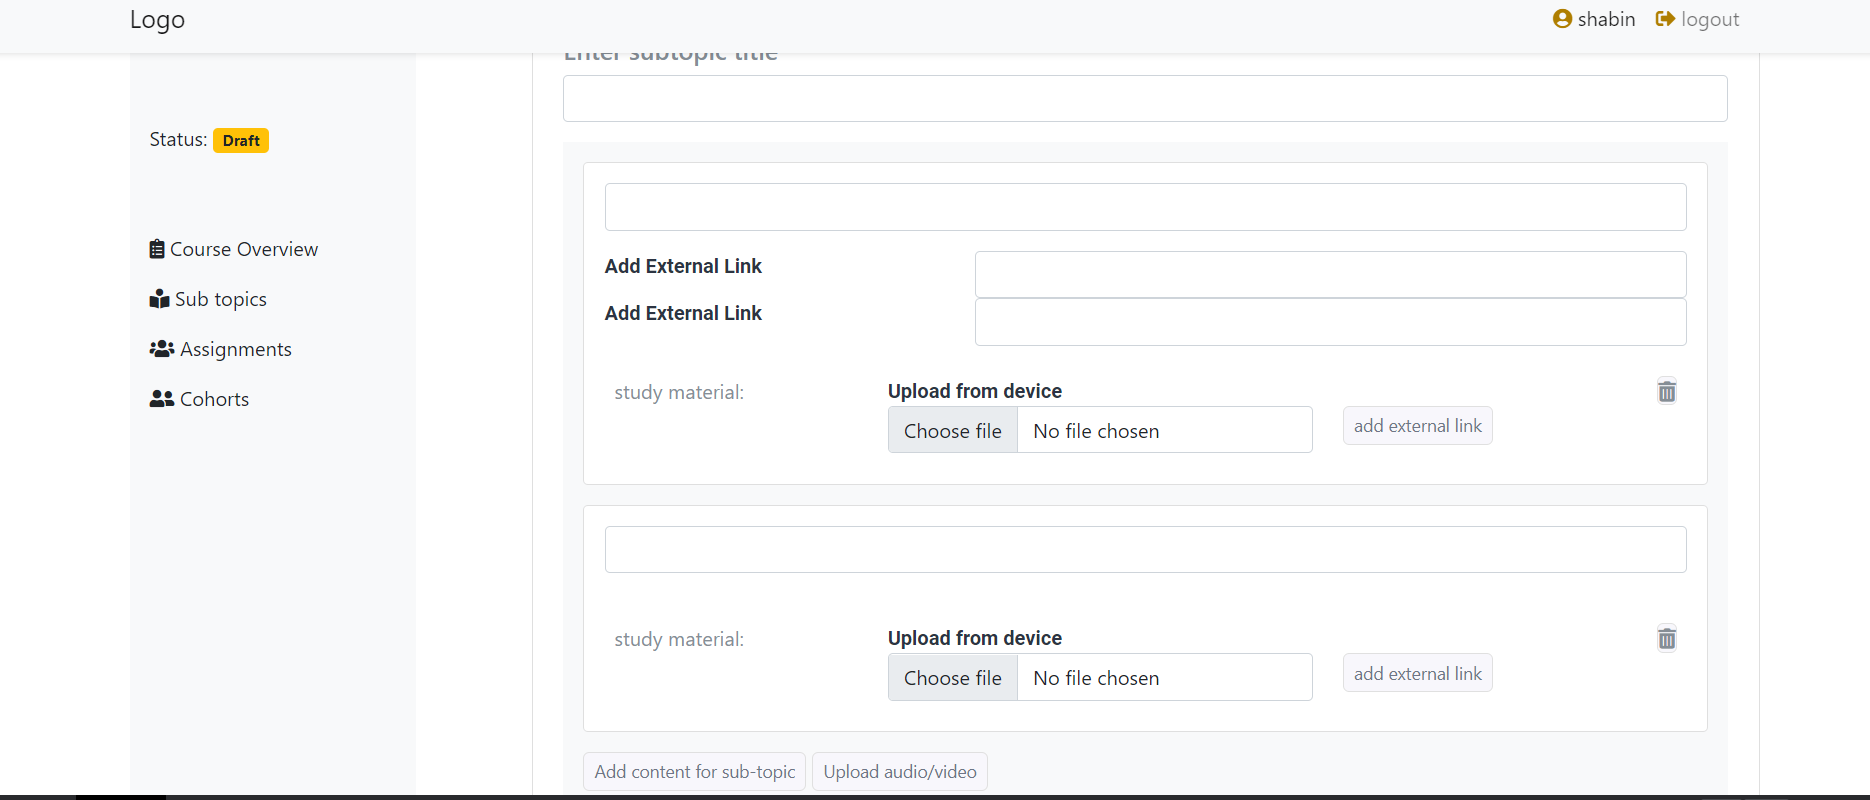 Logo
shabin
logout
Enter subtopic title
Status: Draft
Course Overview
Sub topics
Assignments
Cohorts
Add External Link
Add External Link
study material:
Upload from device
Choose file No file chosen
add external link
study material:
Upload from device
Choose file No file chosen
add external link
Add content for sub-topic
Upload audio/video